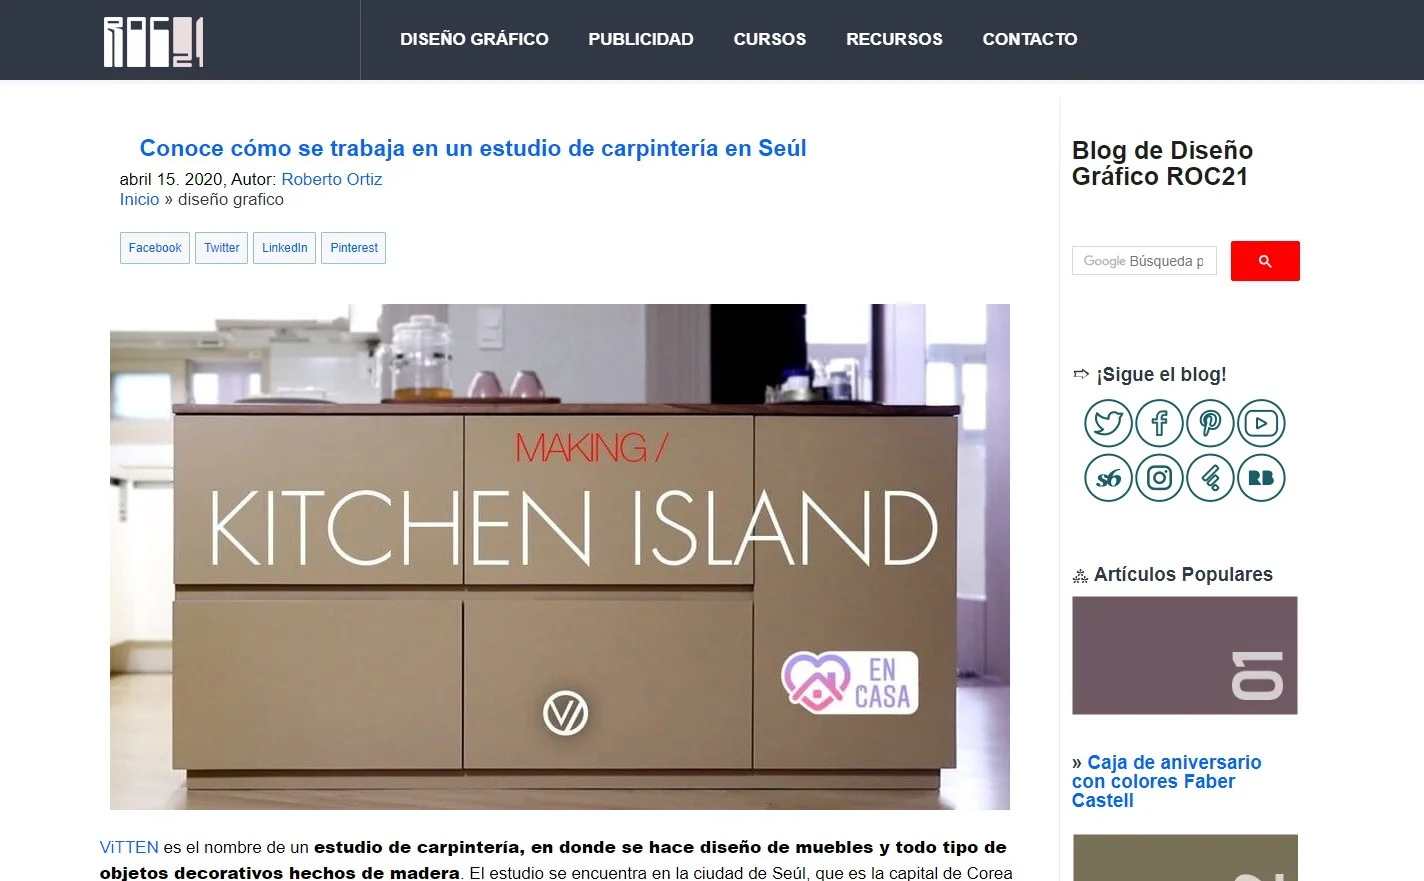 ROC21
DISEÑO GRÁFICO PUBLICIDAD CURSOS RECURSOS CONTACTO
Conoce cómo se trabaja en un estudio de carpintería en Seúl
abril 15. 2020, Autor: Roberto Ortiz
Inicio » diseño grafico
Facebook Twitter LinkedIn Pinterest
MAKING /
KITCHEN ISLAND
EN
CASA
ViTTEN es el nombre de un estudio de carpintería, en donde se hace diseño de muebles y todo tipo de
objetos decorativos hechos de madera. El estudio se encuentra en la ciudad de Seúl, que es la capital de Corea
Blog de Diseño
Gráfico ROC21
Google Búsqueda p
⇨ ¡Sigue el blog!
s6
RB
Artículos Populares
01
» Caja de aniversario
con colores Faber
Castell